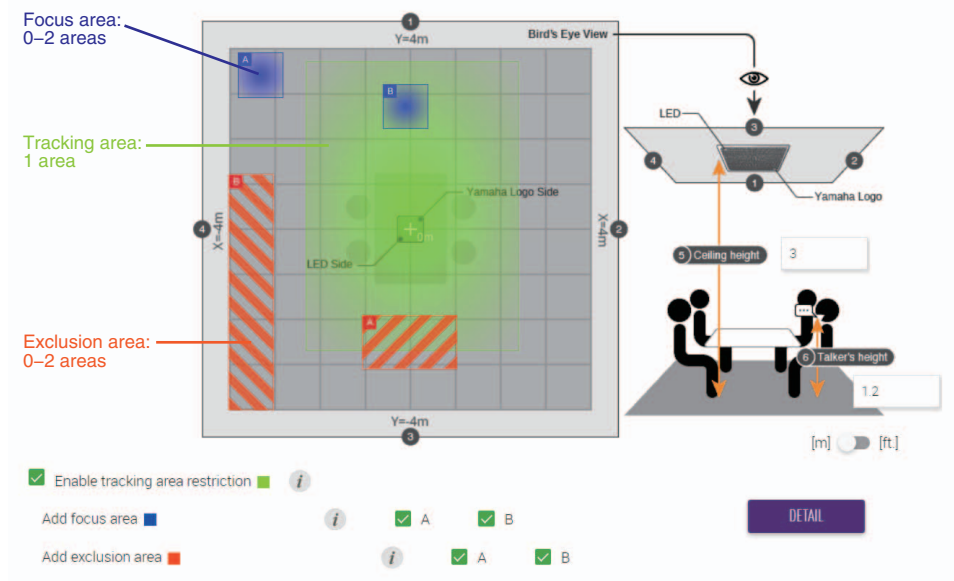 Focus area:
0–2 areas
1
Y=4m
Bird's Eye View
A
B
LED
3
4
2
1
Yamaha Logo
Tracking area:
1 area
B
Yamaha Logo Side
4
X=-4m
0m
X=4m
2
LED Side
5 Ceiling height
3
A
Exclusion area:
0–2 areas
6 Talker's height
1.2
Y=-4m
3
[m] [ft.]
Enable tracking area restriction i
Add focus area i A B
DETAIL
Add exclusion area i A B